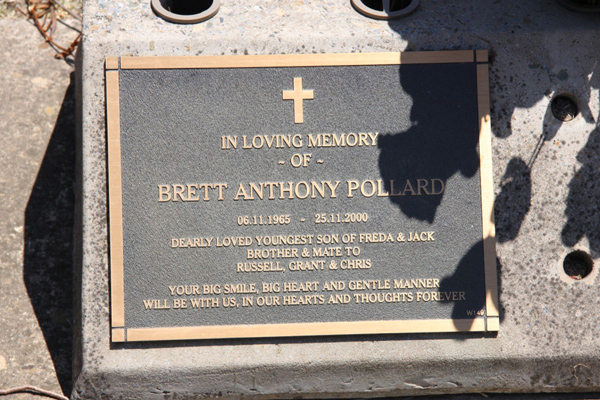 IN LOVING MEMORY
~ OF ~
BRETT ANTHONY POLLARD
06.11.1965 - 25.11.2000
DEARLY LOVED YOUNGEST SON OF FREDA & JACK
BROTHER & MATE TO
RUSSELL, GRANT & CHRIS
YOUR BIG SMILE, BIG HEART AND GENTLE MANNER
WILL BE WITH US, IN OUR HEARTS AND THOUGHTS FOREVER